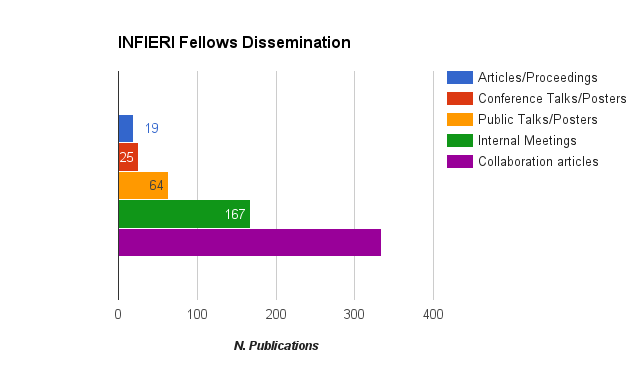 INFIERI Fellows Dissemination
Articles/Proceedings
Conference Talks/Posters
Public Talks/Posters
Internal Meetings
Collaboration articles
19
25
64
167
0 100 200 300 400
N. Publications